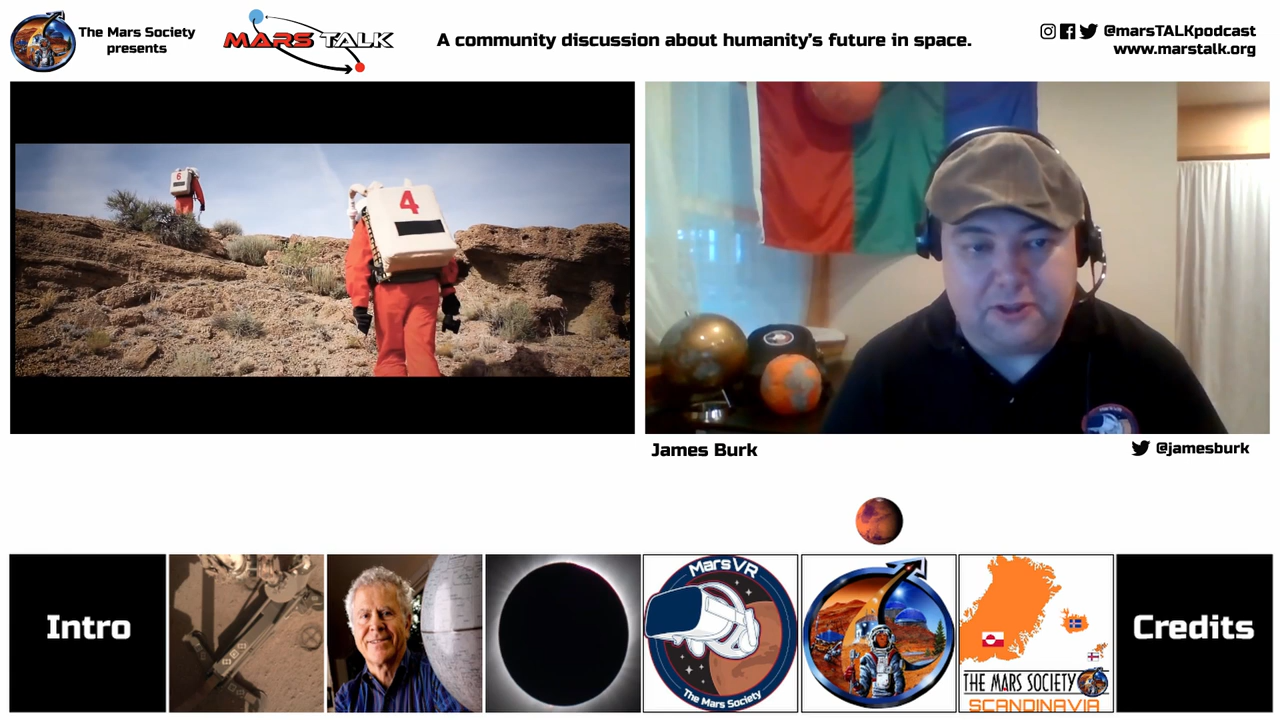 The Mars Society
presents
MARS TALK
A community discussion about humanity's future in space.
@marsTALKpodcast
www.marstalk.org
6
4
James Burk
@jamesburk
Intro
MarsVR
The Mars Society
THE MARS SOCIETY
SCANDINAVIA
Credits